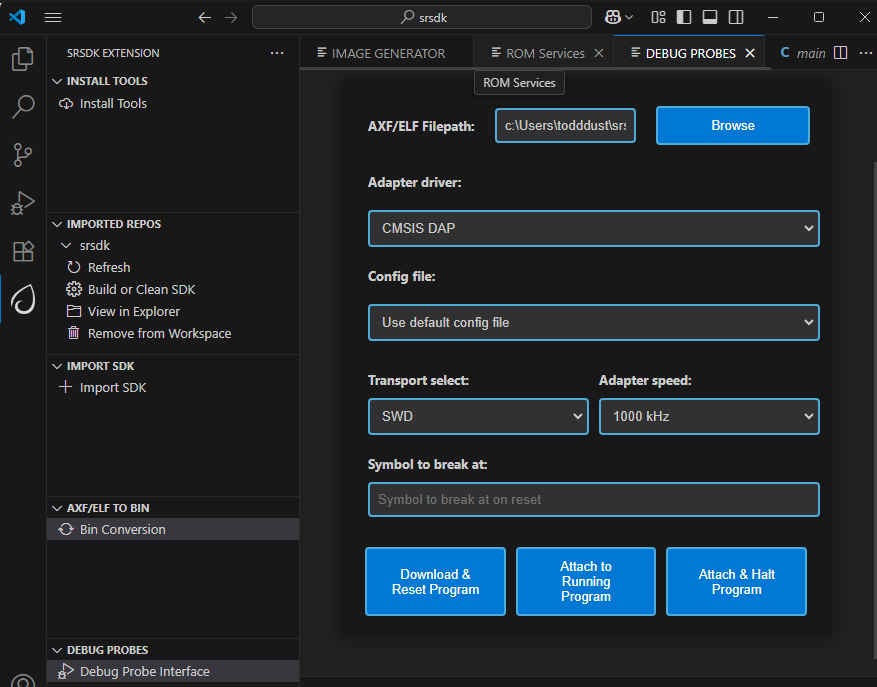 srsdk
SRSDK EXTENSION
INSTALL TOOLS
Install Tools
IMPORTED REPOS
srsdk
Refresh
Build or Clean SDK
View in Explorer
Remove from Workspace
IMPORT SDK
Import SDK
AXF/ELF TO BIN
Bin Conversion
DEBUG PROBES
Debug Probe Interface
IMAGE GENERATOR
ROM Services
DEBUG PROBES
C main
ROM Services
AXF/ELF Filepath: c:\Users\todddust\srs Browse
Adapter driver:
CMSIS DAP
Config file:
Use default config file
Transport select: Adapter speed:
SWD 1000 kHz
Symbol to break at:
Symbol to break at on reset
Download &
Reset Program
Attach to
Running
Program
Attach & Halt
Program